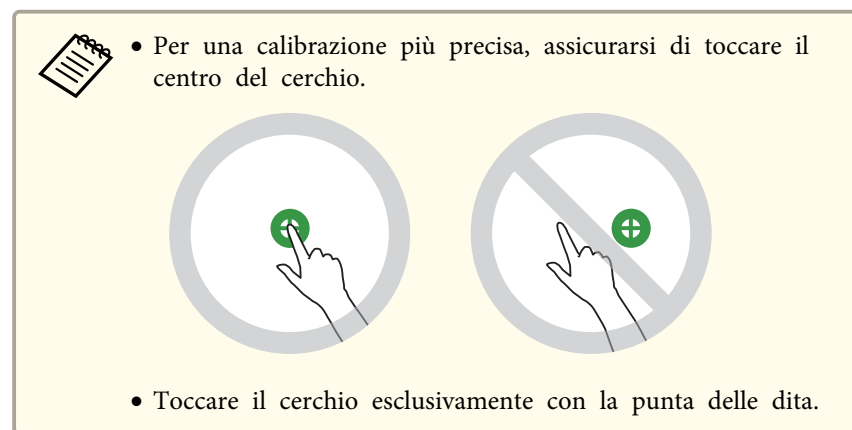 • Per una calibrazione più precisa, assicurarsi di toccare il
centro del cerchio.
• Toccare il cerchio esclusivamente con la punta delle dita.